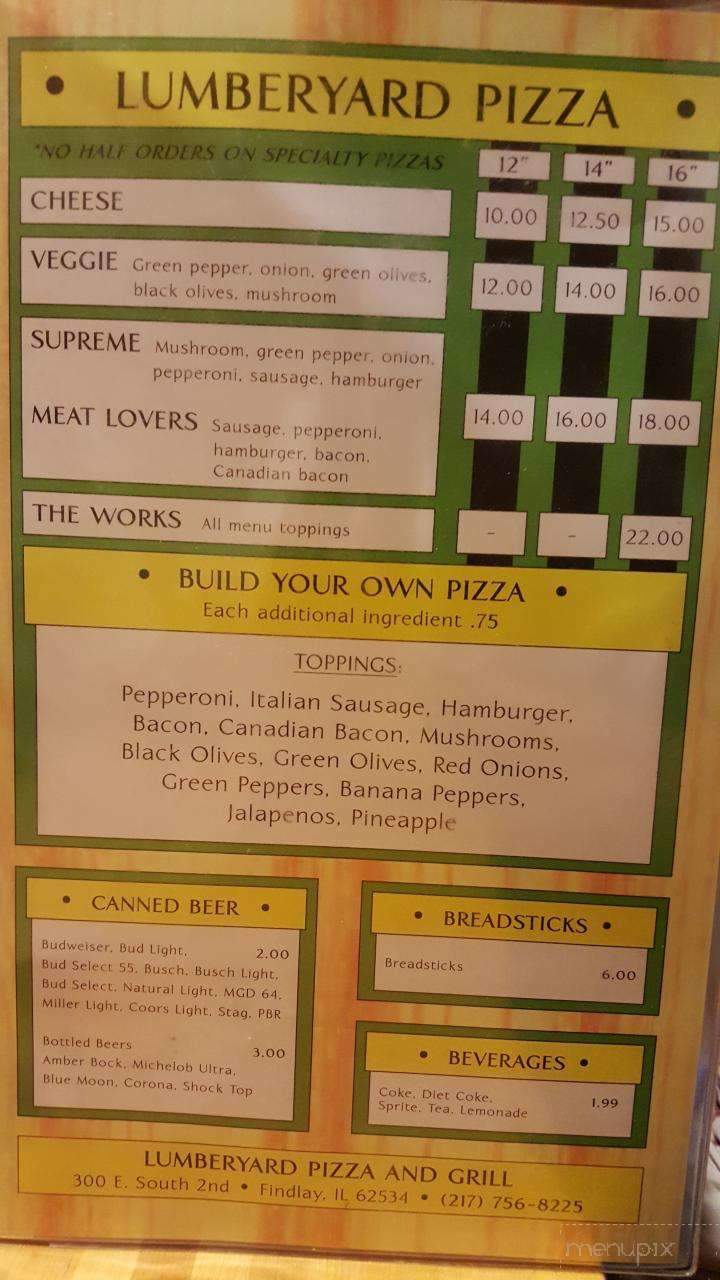 • LUMBERYARD PIZZA •
*NO HALF ORDERS ON SPECIALTY PIZZAS 12" 14" 16"
CHEESE 10.00 12.50 15.00
VEGGIE Green pepper, onion, green olives,
black olives, mushroom 12.00 14.00 16.00
SUPREME Mushroom, green pepper, onion,
pepperoni, sausage, hamburger
MEAT LOVERS Sausage, pepperoni, 14.00 16.00 18.00
hamburger, bacon,
Canadian bacon
THE WORKS All menu toppings - - 22.00
• BUILD YOUR OWN PIZZA •
Each additional ingredient .75
TOPPINGS:
Pepperoni, Italian Sausage, Hamburger,
Bacon, Canadian Bacon, Mushrooms,
Black Olives, Green Olives, Red Onions,
Green Peppers, Banana Peppers,
Jalapenos, Pineapple
• CANNED BEER •
Budweiser, Bud Light, 2.00
Bud Select 55, Busch, Busch Light,
Bud Select, Natural Light, MGD 64,
Miller Light, Coors Light, Stag, PBR
Bottled Beers 3.00
Amber Bock, Michelob Ultra,
Blue Moon, Corona, Shock Top
• BREADSTICKS •
Breadsticks 6.00
• BEVERAGES •
Coke, Diet Coke, 1.99
Sprite, Tea, Lemonade
LUMBERYARD PIZZA AND GRILL
300 E. South 2nd • Findlay, IL 62534 • (217) 756-8225
menupix